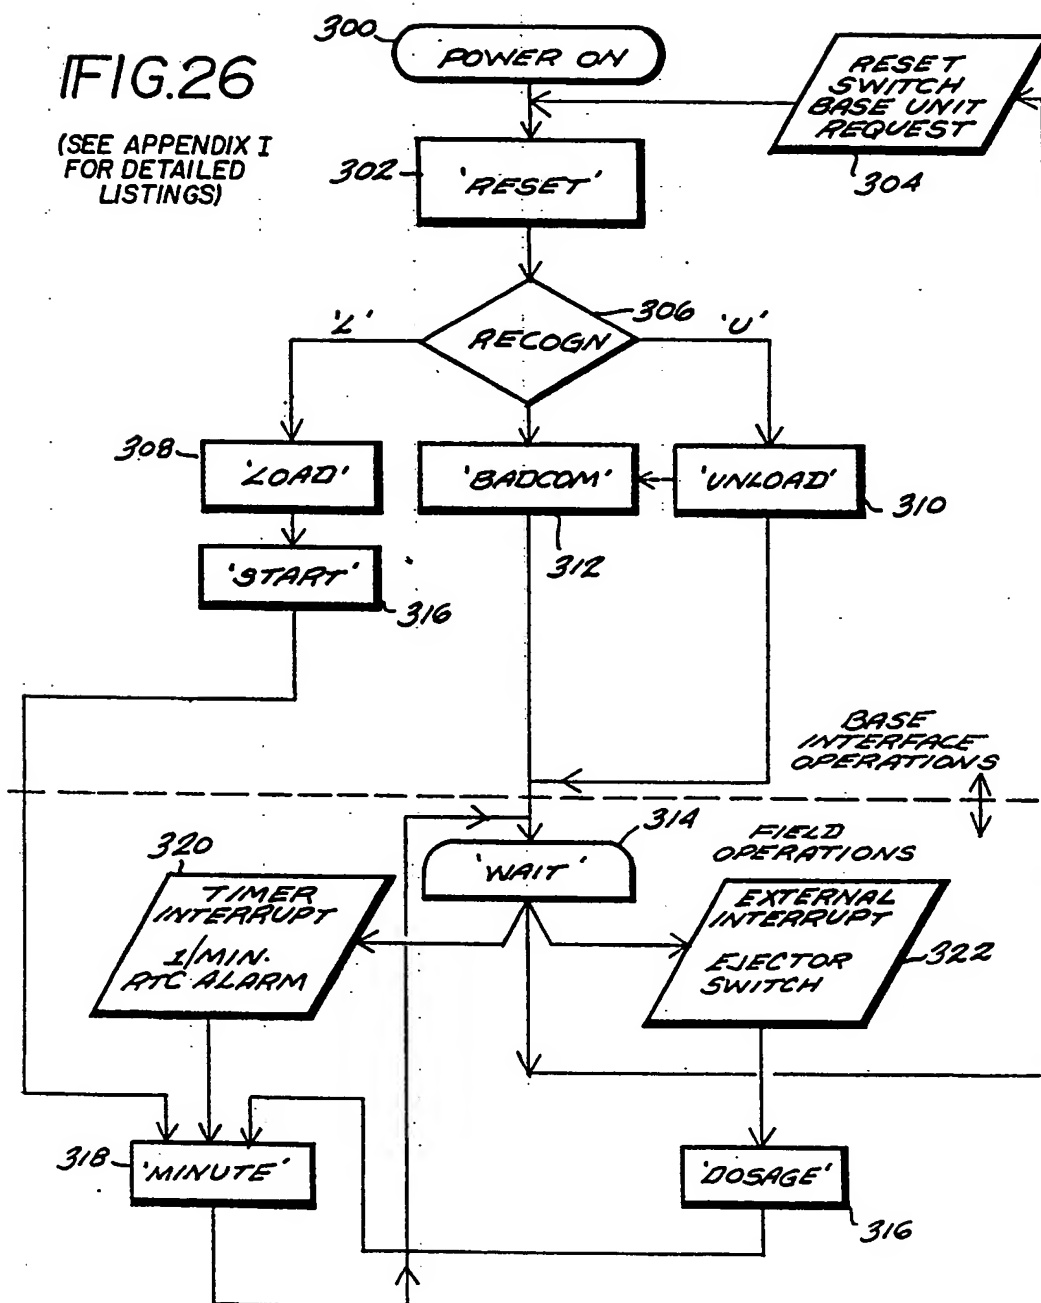 FIG.26
(SEE APPENDIX I
FOR DETAILED
LISTINGS)
300
POWER ON
RESET
SWITCH
BASE UNIT
REQUEST
304
302
'RESET'
306
RECOGN
'L'
'U'
308
'LOAD'
'BADCOM'
'UNLOAD'
310
312
'START'
316
BASE
INTERFACE
OPERATIONS
314
'WAIT'
FIELD
OPERATIONS
320
TIMER
INTERRUPT
1/MIN.
RTC ALARM
EXTERNAL
INTERRUPT
EJECTOR
SWITCH
322
318
'MINUTE'
'DOSAGE'
316